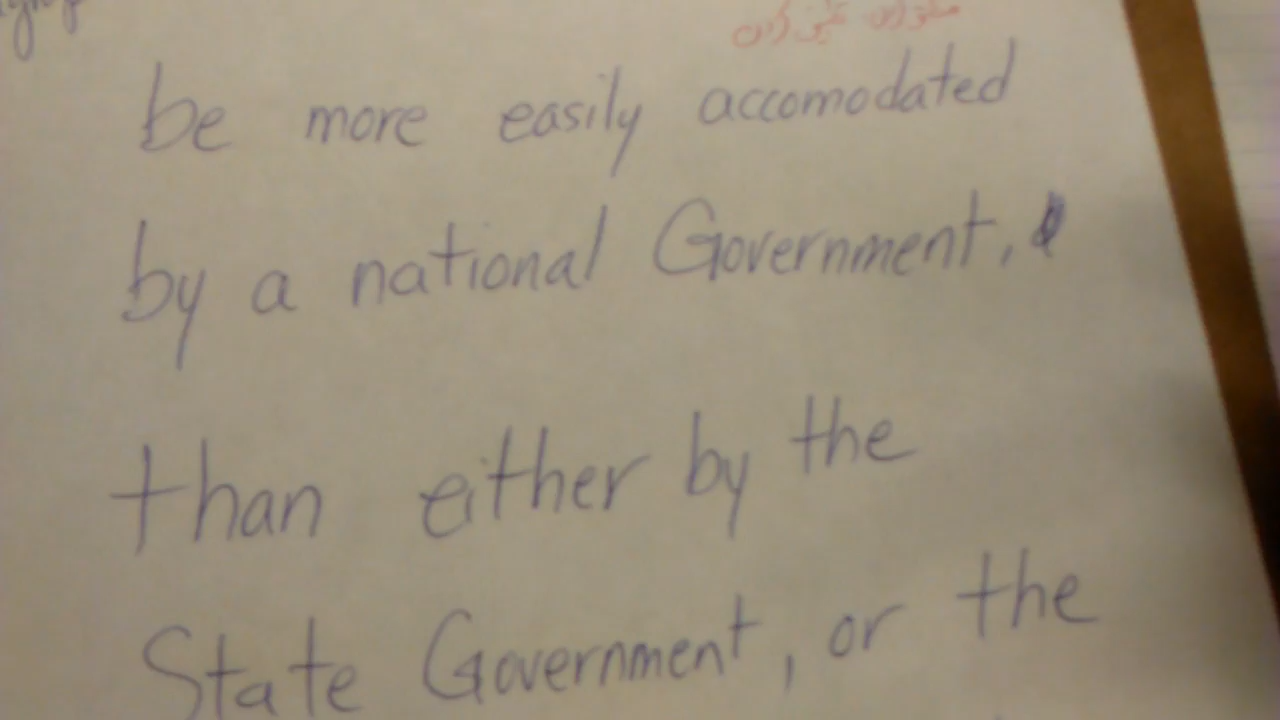 be more easily accomodated
by a national Government,
than either by the
State Government, or the